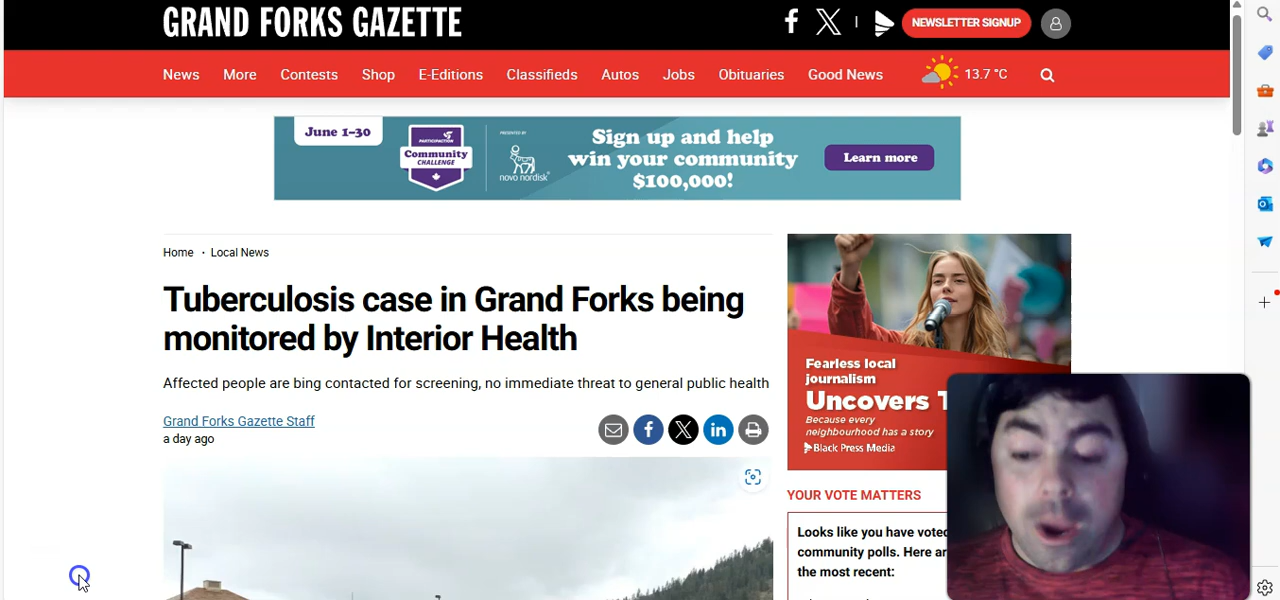 GRAND FORKS GAZETTE
NEWSLETTER SIGNUP
News More Contests Shop E-Editions Classifieds Autos Jobs Obituaries Good News 13.7 °C
June 1-30
PARTICIPACTION
Community
CHALLENGE
PRESENTED BY
novo nordisk
Sign up and help
win your community
$100,000!
Learn more
Home · Local News
Tuberculosis case in Grand Forks being
monitored by Interior Health
Affected people are bing contacted for screening, no immediate threat to general public health
Grand Forks Gazette Staff
a day ago
Fearless local
journalism
Uncovers T
Because every
neighbourhood has a story
Black Press Media
YOUR VOTE MATTERS
Looks like you have voted
community polls. Here ar
the most recent: